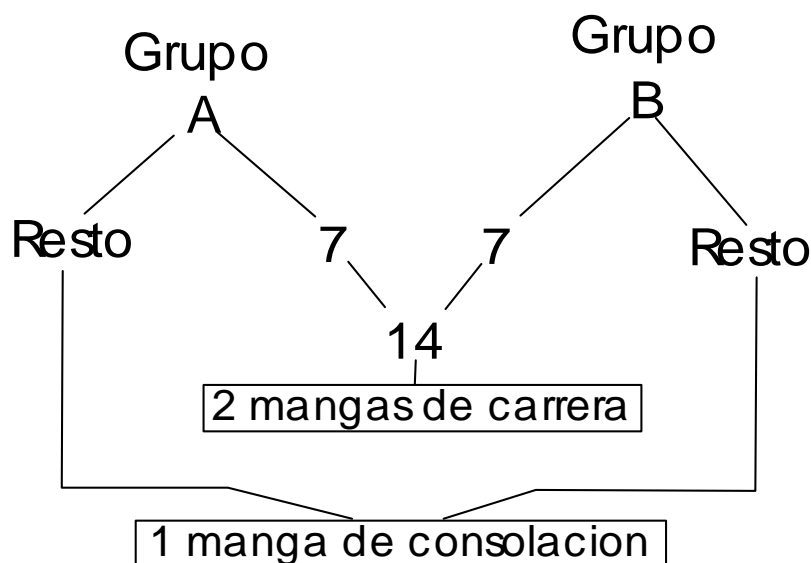 Grupo
A
Grupo
B
Resto
7
7
Resto
14
2 mangas de carrera
1 manga de consolacion